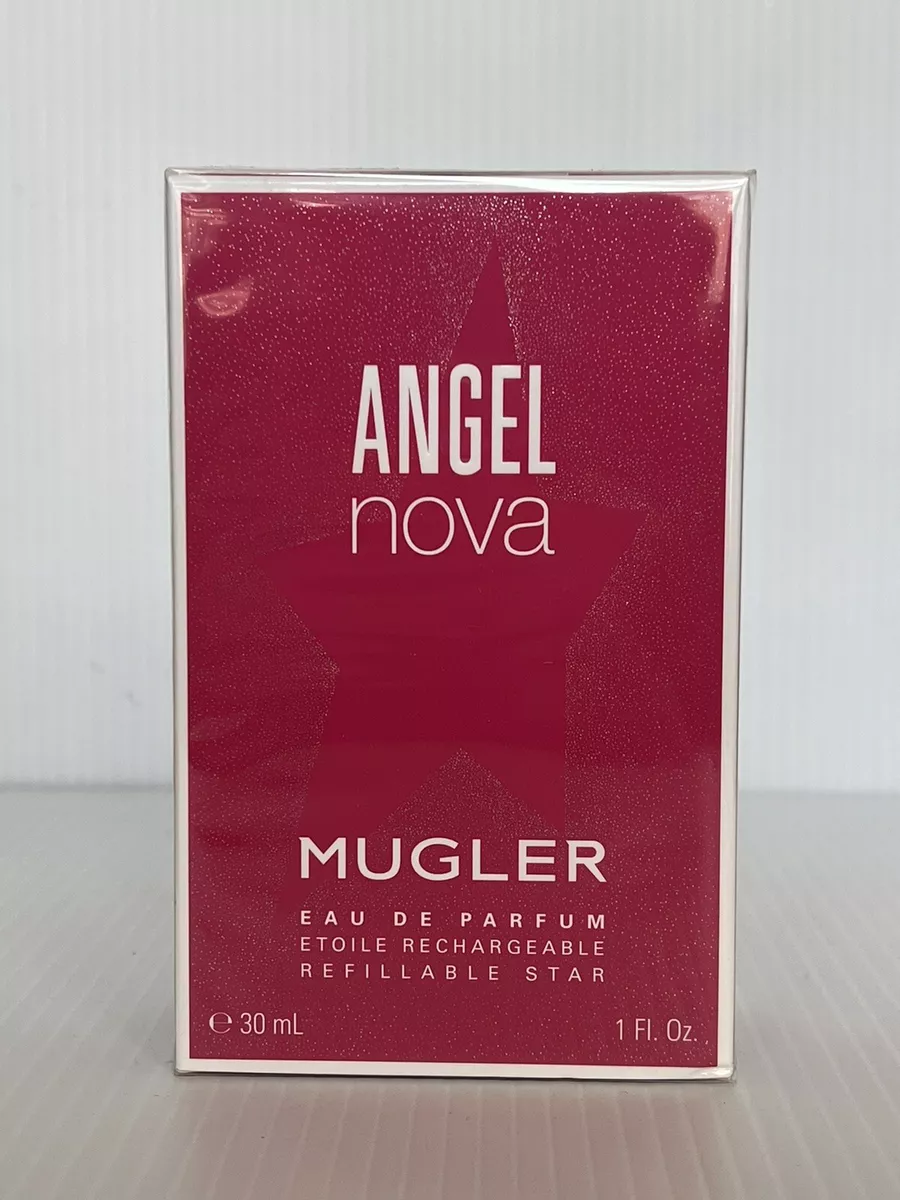 ANGEL
nova
MUGLER
EAU DE PARFUM
ETOILE RECHARGEABLE
REFILLABLE STAR
℮ 30 mL
1 Fl. Oz.